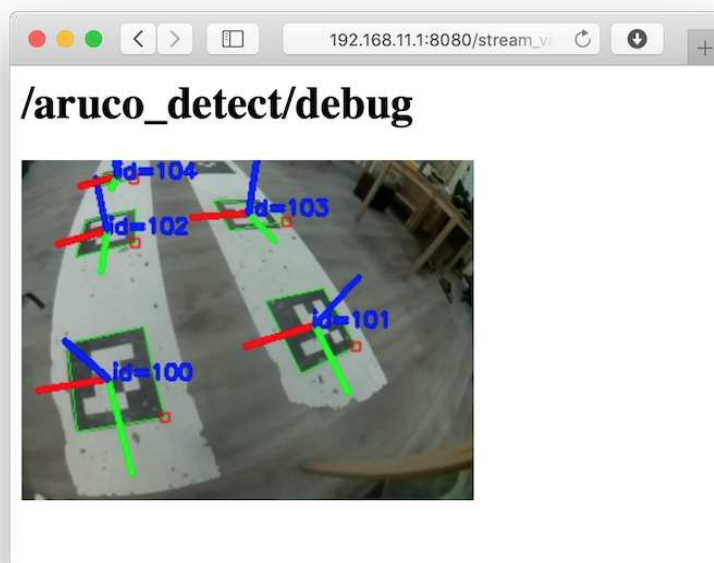 192.168.11.1:8080/stream_vi
/aruco_detect/debug
id=104
id=102
id=103
id=101
id=100